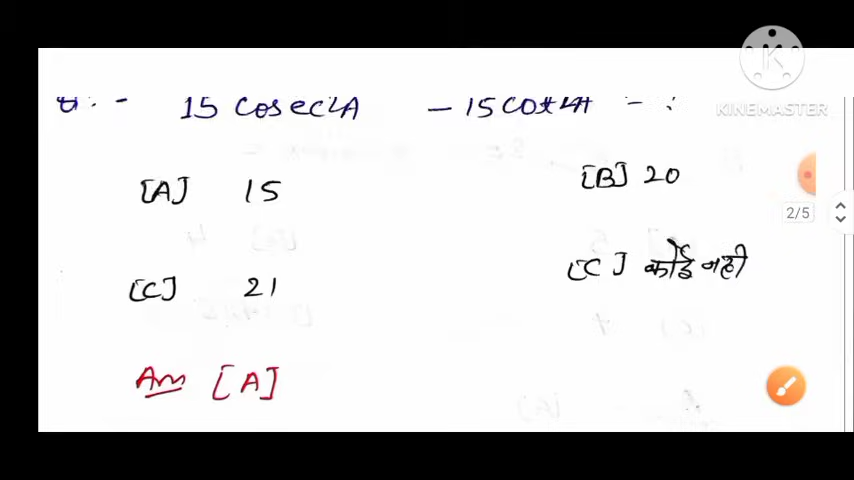 KINEMASTER
15 Cosec²A - 15 Cot²A = ?
[A] 15 [B] 20
2/5
[C] 21 [C] कोई नही
Ans [A]